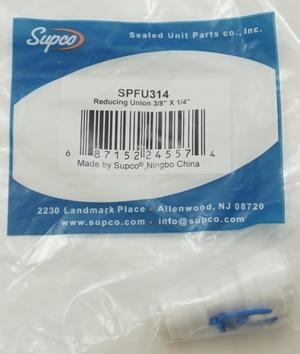 Supco
Sealed Unit Parts co., Inc.
SPFU314
Reducing Union 3/8" X 1/4"
6 87152 24557 4
Made by Supco®, Ningbo China
2230 Landmark Place • Allenwood, NJ 08720
www.supco.com • info@supco.com